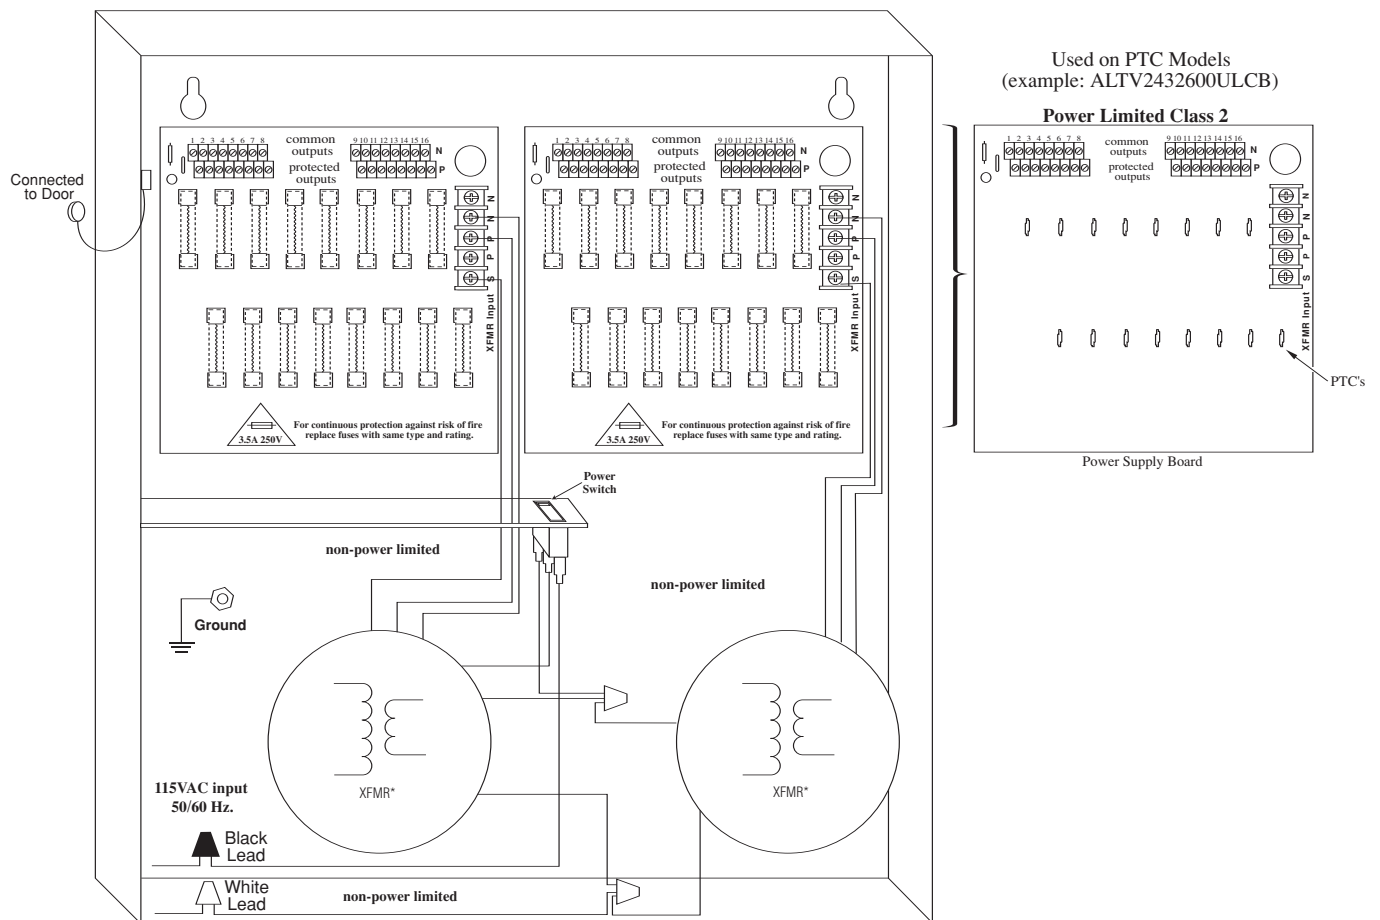 Used on PTC Models
(example: ALTV2432600ULCB)
Power Limited Class 2
1 2 3 4 5 6 7 8
common
outputs
9 10 11 12 13 14 15 16
N
protected
outputs
P
N
N
P
P
S
XFMR Input
1 2 3 4 5 6 7 8
common
outputs
9 10 11 12 13 14 15 16
N
protected
outputs
P
N
N
P
P
S
XFMR Input
1 2 3 4 5 6 7 8
common
outputs
9 10 11 12 13 14 15 16
N
protected
outputs
P
N
N
P
P
S
XFMR Input
Connected
to Door
PTC's
3.5A 250V
For continuous protection against risk of fire
replace fuses with same type and rating.
3.5A 250V
For continuous protection against risk of fire
replace fuses with same type and rating.
Power Supply Board
Power
Switch
non-power limited
non-power limited
Ground
XFMR*
XFMR*
115VAC input
50/60 Hz.
Black
Lead
White
Lead
non-power limited